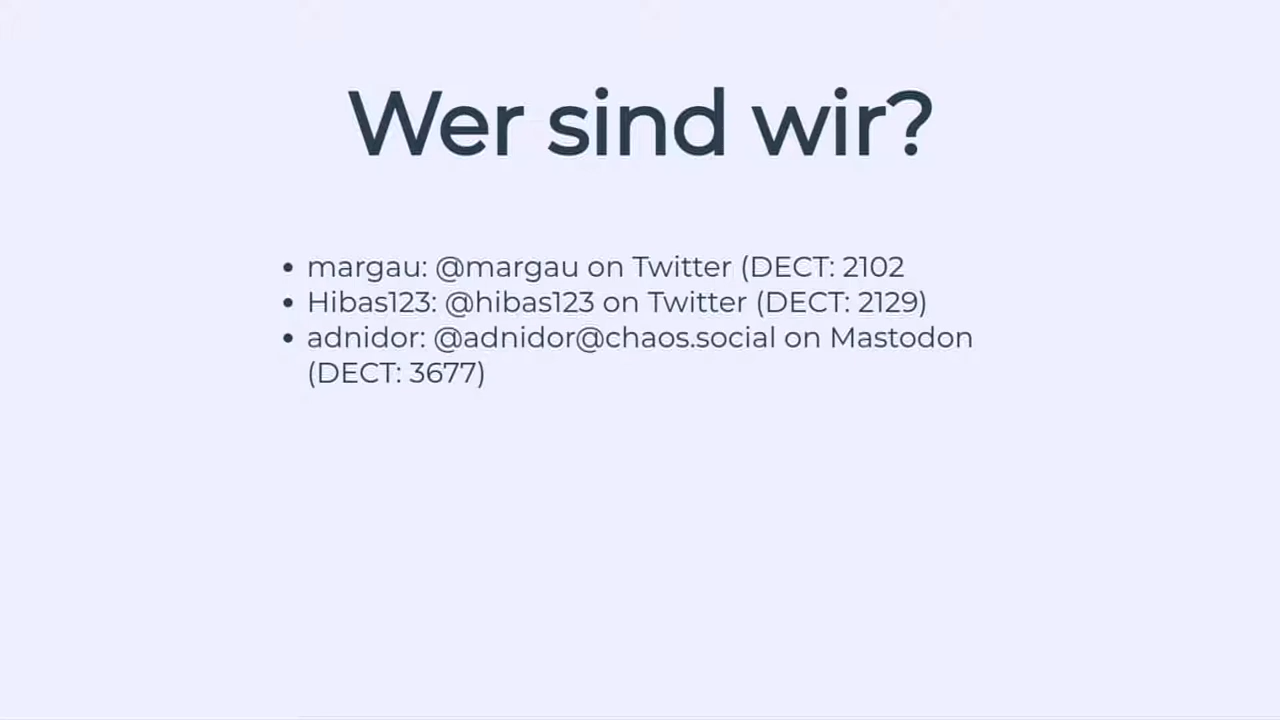 Wer sind wir?
• margau: @margau on Twitter (DECT: 2102
• Hibas123: @hibas123 on Twitter (DECT: 2129)
• adnidor: @adnidor@chaos.social on Mastodon
(DECT: 3677)